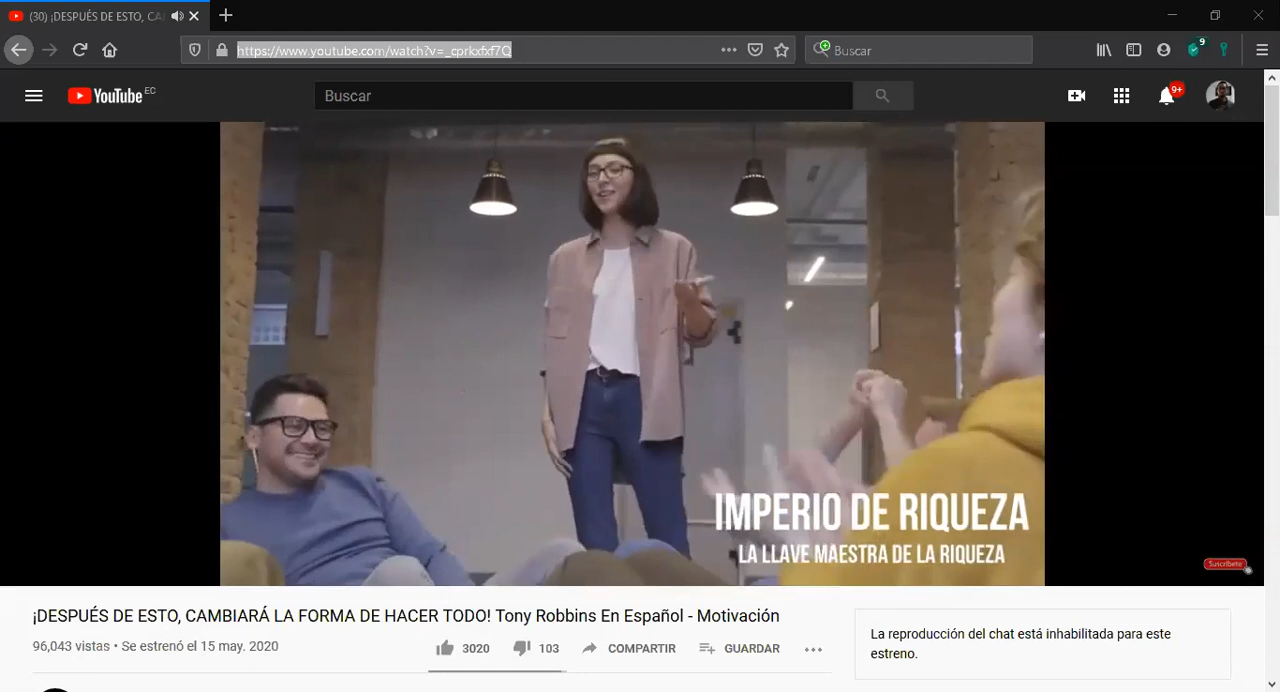 (30) ¡DESPUÉS DE ESTO, CA
https://www.youtube.com/watch?v=_cprkxfxf7Q
Buscar
9
YouTube EC
Buscar
9+
IMPERIO DE RIQUEZA
LA LLAVE MAESTRA DE LA RIQUEZA
Suscríbete
¡DESPUÉS DE ESTO, CAMBIARÁ LA FORMA DE HACER TODO! Tony Robbins En Español - Motivación
96,043 vistas • Se estrenó el 15 may. 2020
3020
103
COMPARTIR
GUARDAR
La reproducción del chat está inhabilitada para este
estreno.